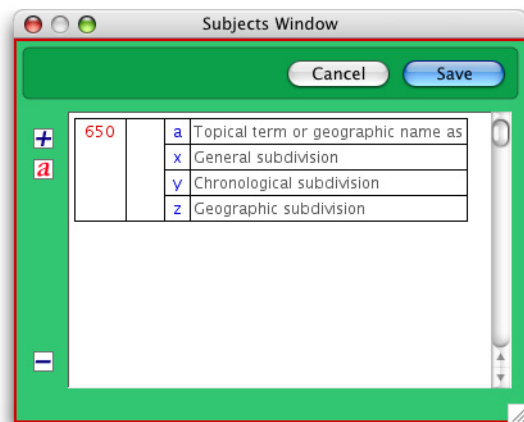 Subjects Window
Cancel Save
+
650 a Topical term or geographic name as
a
x General subdivision
y Chronological subdivision
z Geographic subdivision
−